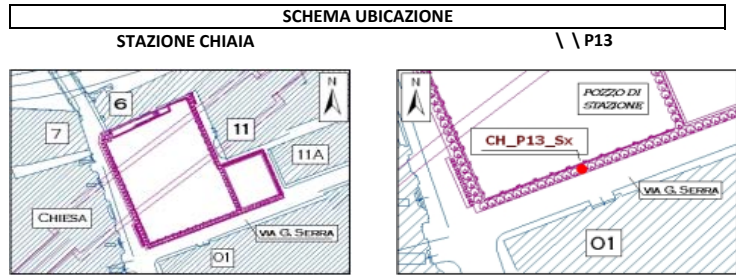 SCHEMA UBICAZIONE
STAZIONE CHIAIA
\ \ P13
N
6
7
11
11A
CHIESA
VIA G. SERRA
O1
N
POZZO DI
STAZIONE
CH_P13_Sx
VIA G. SERRA
O1